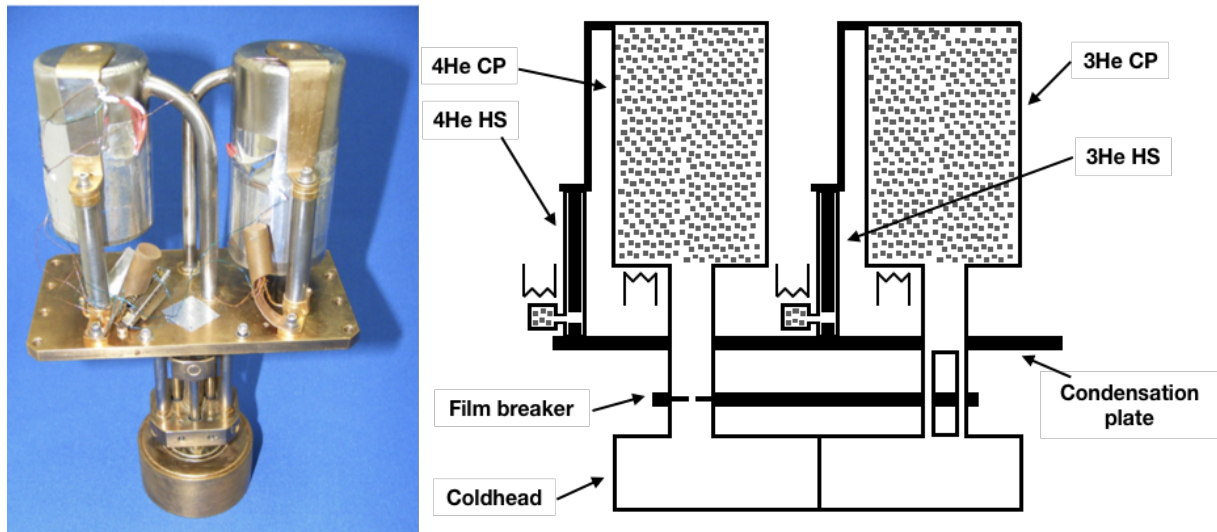 4He CP
4He HS
3He CP
3He HS
Film breaker
Condensation
plate
Coldhead